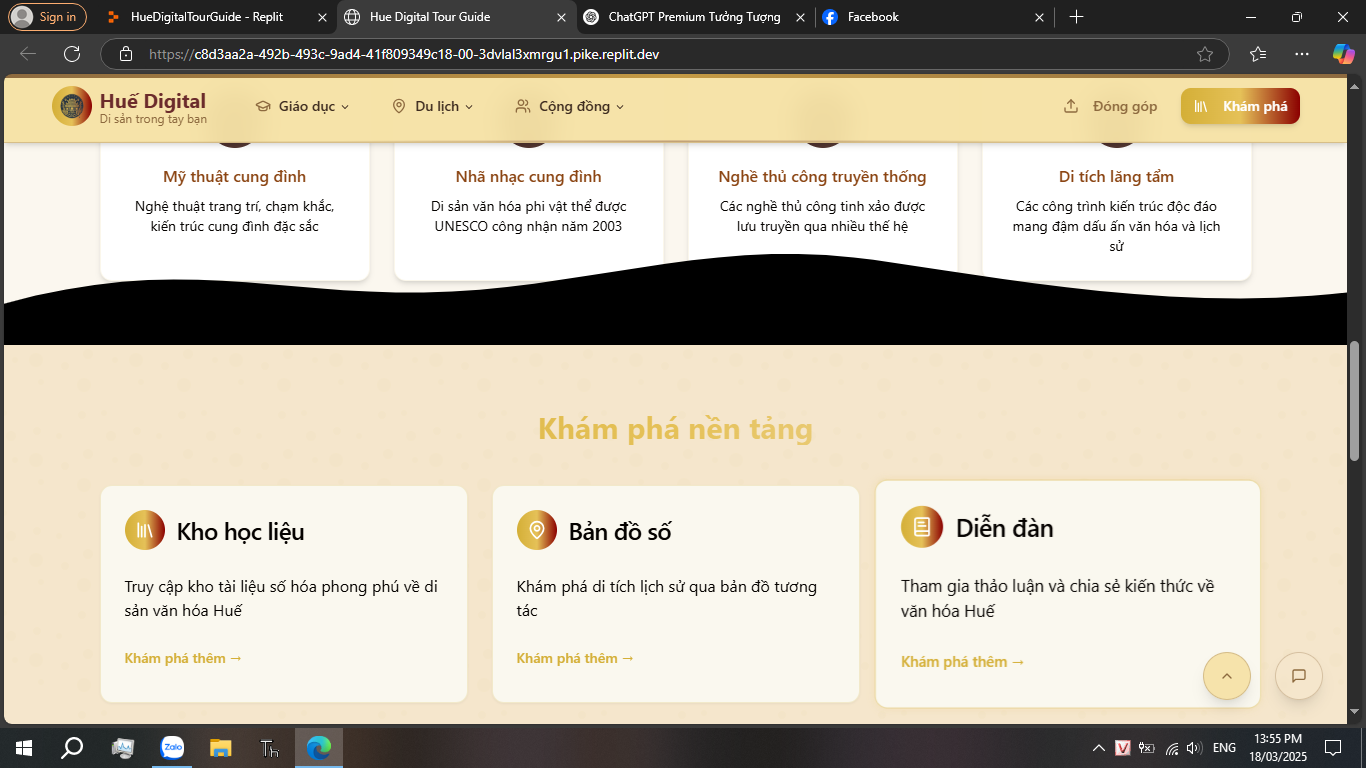 Sign in
HueDigitalTourGuide - Replit
Hue Digital Tour Guide
ChatGPT Premium Tưởng Tượng
Facebook
https://c8d3aa2a-492b-493c-9ad4-41f809349c18-00-3dvlal3xmrgu1.pike.replit.dev
Huế Digital
Di sản trong tay bạn
Giáo dục
Du lịch
Cộng đồng
Đóng góp
Khám phá
Mỹ thuật cung đình
Nghệ thuật trang trí, chạm khắc,
kiến trúc cung đình đặc sắc
Nhã nhạc cung đình
Di sản văn hóa phi vật thể được
UNESCO công nhận năm 2003
Nghề thủ công truyền thống
Các nghề thủ công tinh xảo được
lưu truyền qua nhiều thế hệ
Di tích lăng tẩm
Các công trình kiến trúc độc đáo
mang đậm dấu ấn văn hóa và lịch
sử
Khám phá nền tảng
Kho học liệu
Truy cập kho tài liệu số hóa phong phú về di
sản văn hóa Huế
Khám phá thêm →
Bản đồ số
Khám phá di tích lịch sử qua bản đồ tương
tác
Khám phá thêm →
Diễn đàn
Tham gia thảo luận và chia sẻ kiến thức về
văn hóa Huế
Khám phá thêm →
Zalo
Th
V
ENG
13:55 PM
18/03/2025